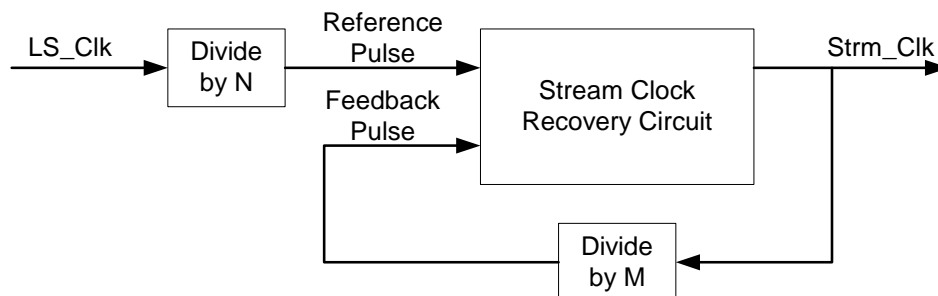 LS_Clk
Divide
by N
Reference
Pulse
Feedback
Pulse
Stream Clock
Recovery Circuit
Strm_Clk
Divide
by M